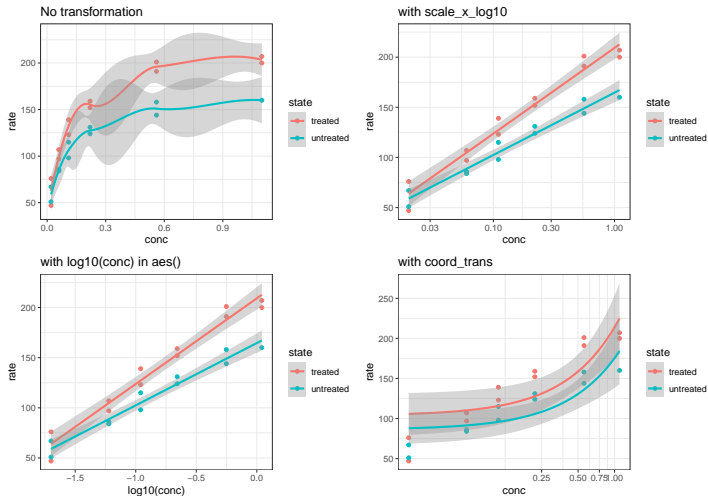 No transformation
200
150
100
50
rate
0.0
0.3
0.6
0.9
conc
state
treated
untreated
with scale_x_log10
200
150
100
50
rate
0.03
0.10
0.30
1.00
conc
state
treated
untreated
with log10(conc) in aes()
200
150
100
50
rate
−1.5
−1.0
−0.5
0.0
log10(conc)
state
treated
untreated
with coord_trans
250
200
150
100
50
rate
0.25
0.50
0.75
1.00
conc
state
treated
untreated